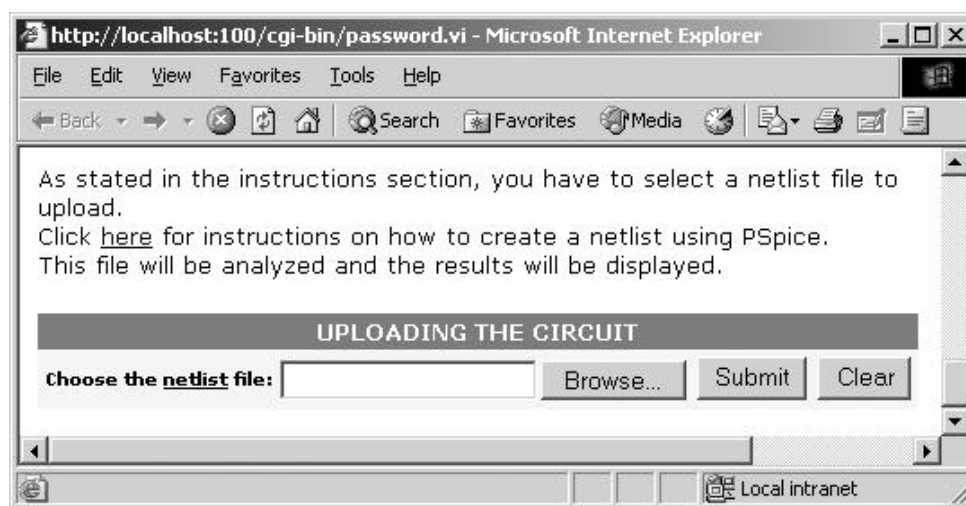 http://localhost:100/cgi-bin/password.vi - Microsoft Internet Explorer
File Edit View Favorites Tools Help
Back Search Favorites Media
As stated in the instructions section, you have to select a netlist file to
upload.
Click here for instructions on how to create a netlist using PSpice.
This file will be analyzed and the results will be displayed.
UPLOADING THE CIRCUIT
Choose the netlist file: Browse... Submit Clear
Local intranet